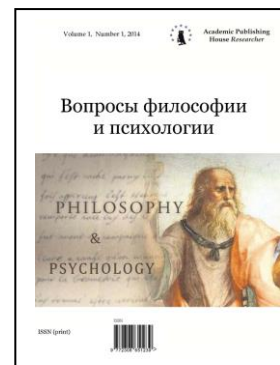 Volume 1, Number 1, 2014
Academic Publishing
House Researcher
Вопросы философии
и психологии
PHILOSOPHY
&
PSYCHOLOGY
ISSN (print)